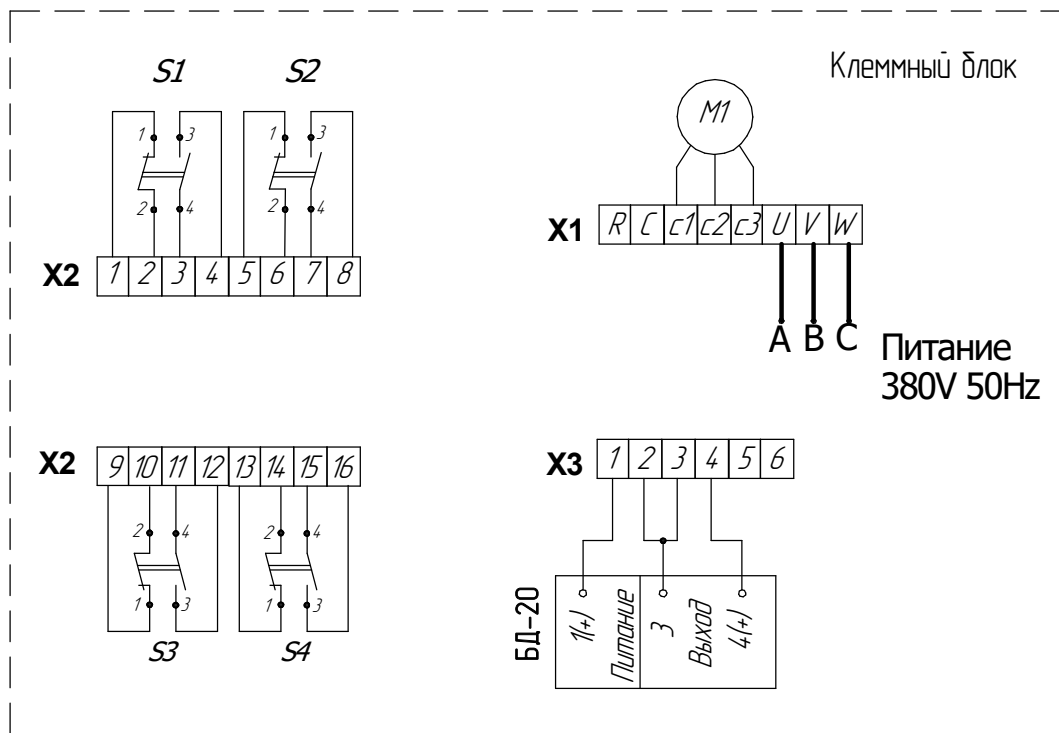 S1 S2
Клеммный блок
1 3 1 3
2 4 2 4
M1
X1 R C c1 c2 c3 U V W
X2 1 2 3 4 5 6 7 8
A B C
Питание
380V 50Hz
X2 9 10 11 12 13 14 15 16
X3 1 2 3 4 5 6
2 4 2 4
1 3 1 3
S3 S4
БД-20
1(+)
Питание
3
Выход
4(+)